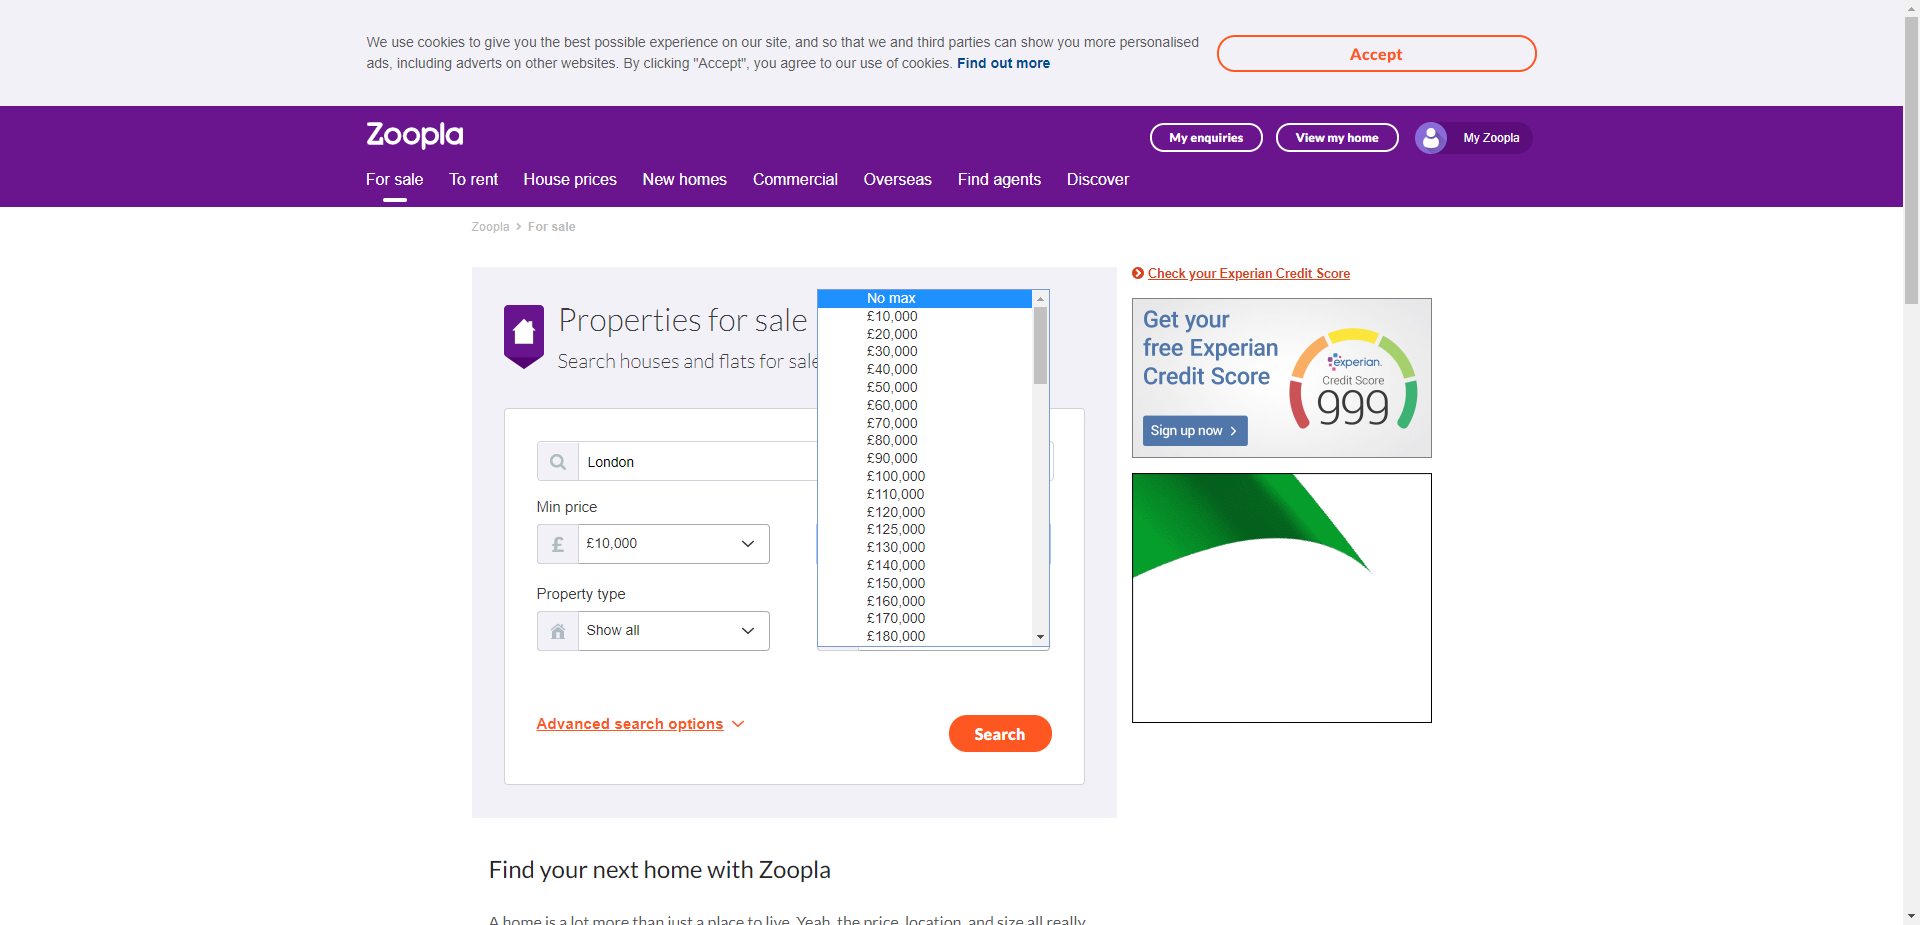 We use cookies to give you the best possible experience on our site, and so that we and third parties can show you more personalised
ads, including adverts on other websites. By clicking "Accept", you agree to our use of cookies. Find out more
Accept
Zoopla
My enquiries
View my home
My Zoopla
For sale
To rent
House prices
New homes
Commercial
Overseas
Find agents
Discover
Zoopla > For sale
Properties for sale
Search houses and flats for sale
London
Min price
£
£10,000
Property type
Show all
No max
£10,000
£20,000
£30,000
£40,000
£50,000
£60,000
£70,000
£80,000
£90,000
£100,000
£110,000
£120,000
£125,000
£130,000
£140,000
£150,000
£160,000
£170,000
£180,000
Advanced search options
Search
Check your Experian Credit Score
Get your
free Experian
Credit Score
Sign up now
experian.
Credit Score
999
Find your next home with Zoopla
A home is a lot more than just a place to live. Yeah, the price, location, and size all really